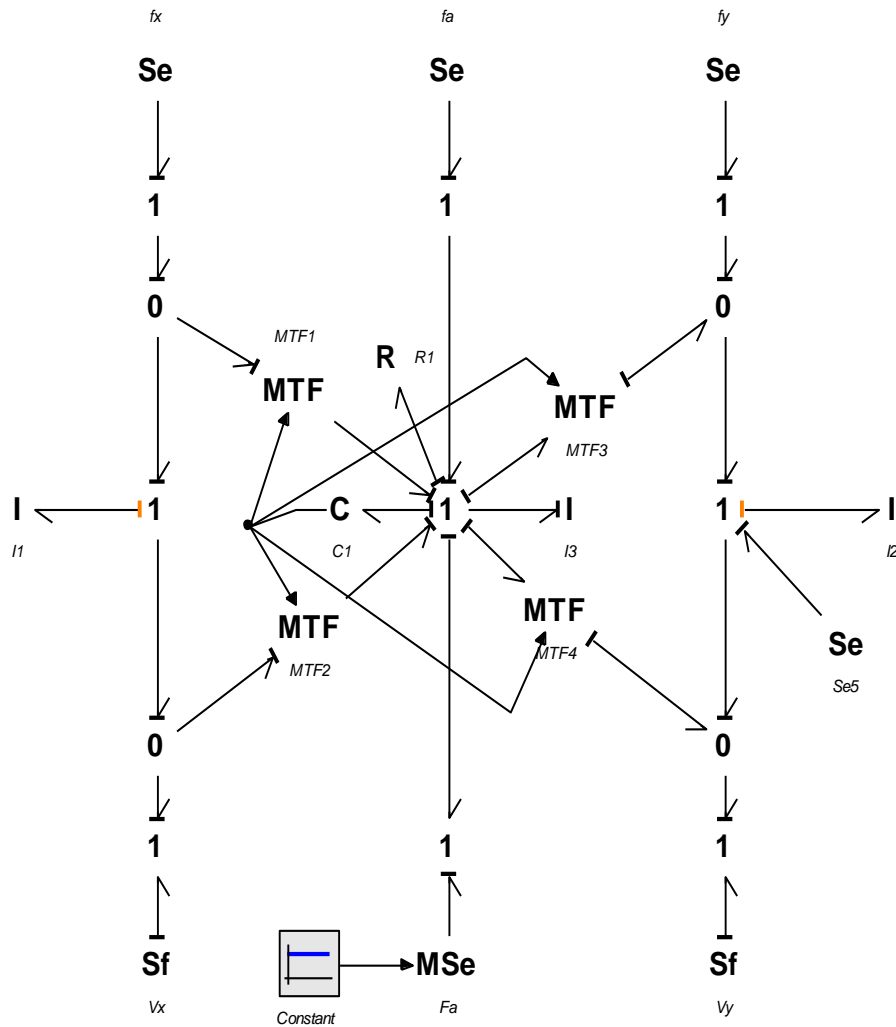 fx fa fy
Se Se Se
1 1 1
0 0
MTF1
R R1
MTF MTF
MTF3
I 1 C 1 I 1 I
I1 C1 I3 I2
MTF MTF
MTF2 MTF4 Se
Se5
0 0
1 1 1
Sf MSe Sf
Vx Fa Vy
Constant